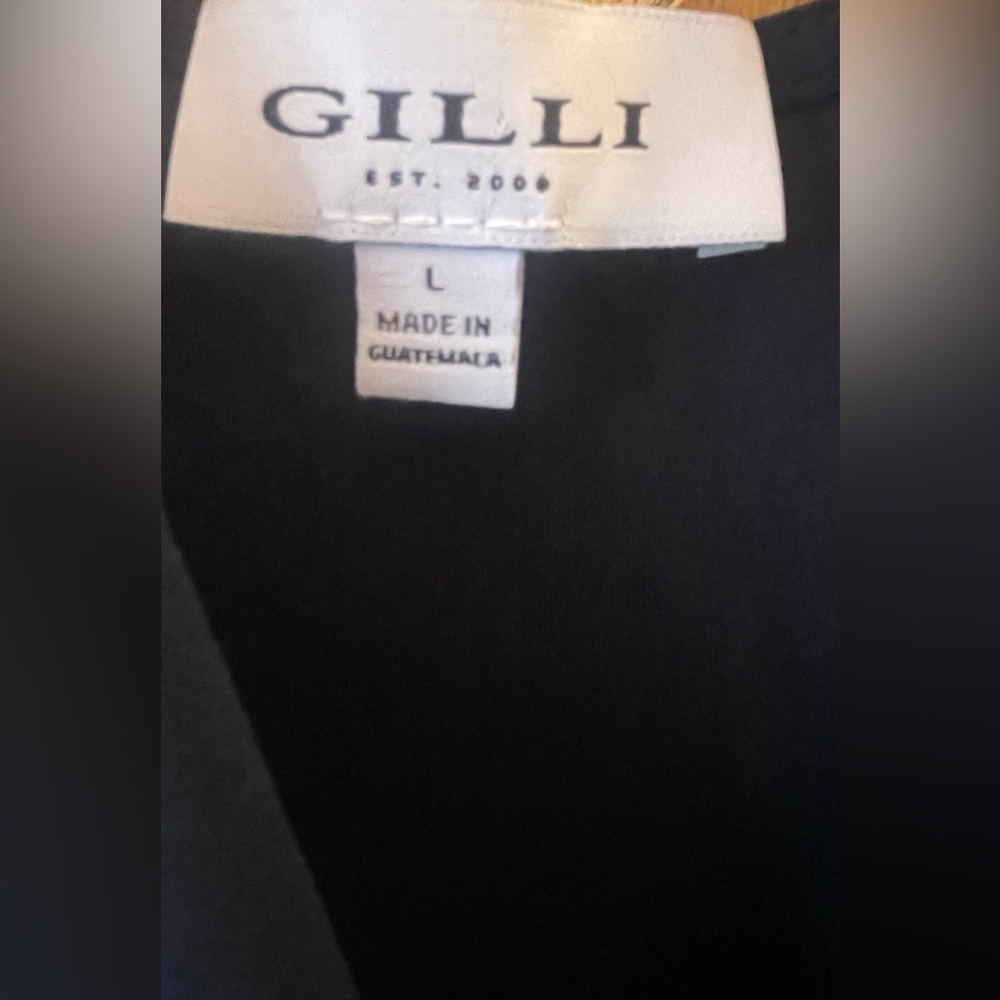 GILLI
EST. 2008
L
MADE IN
GUATEMALA